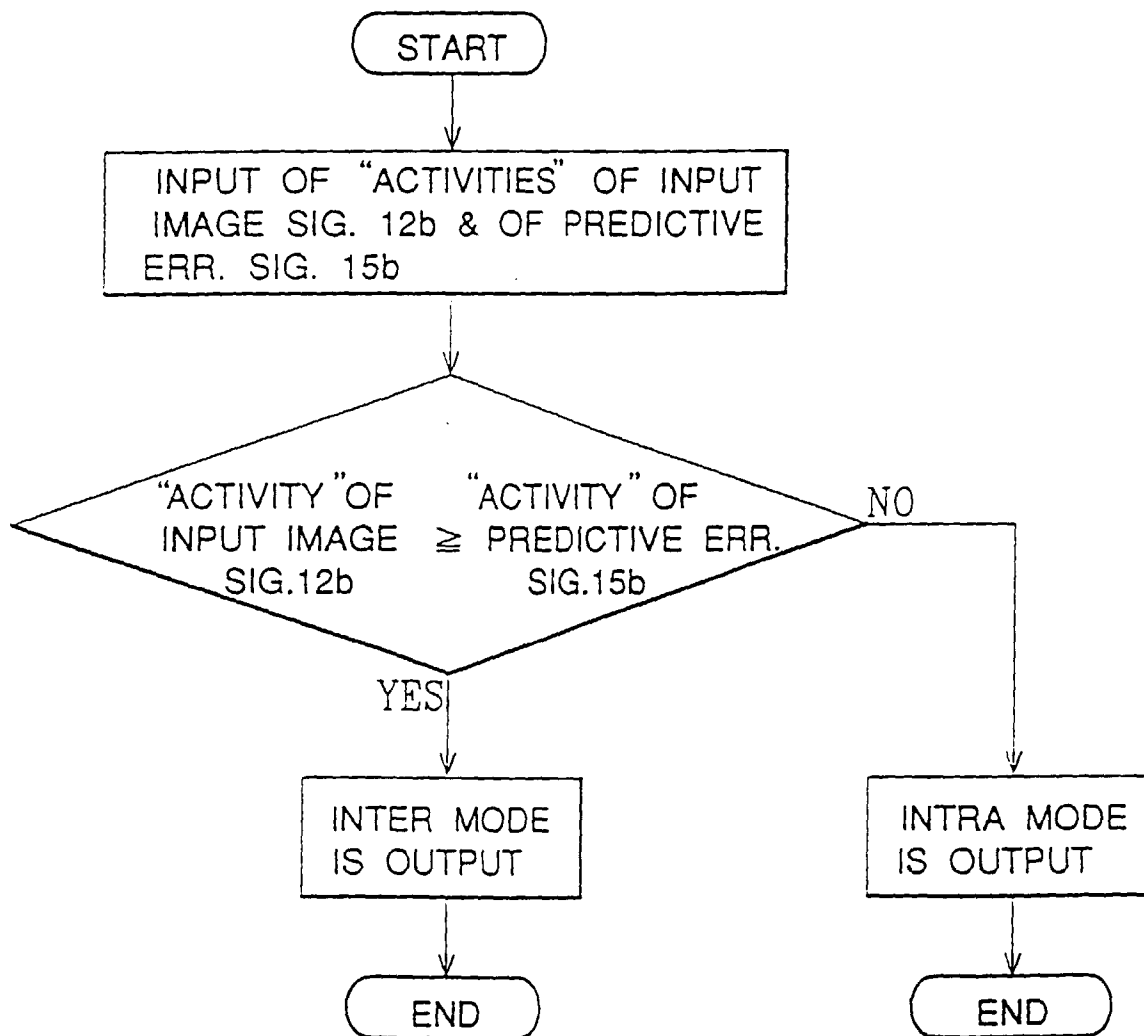 START
INPUT OF “ACTIVITIES” OF INPUT
IMAGE SIG. 12b & OF PREDICTIVE
ERR. SIG. 15b
“ACTIVITY”OF “ACTIVITY” OF
INPUT IMAGE ≧ PREDICTIVE ERR.
SIG.12b SIG.15b
NO
YES
INTER MODE
IS OUTPUT
INTRA MODE
IS OUTPUT
END
END